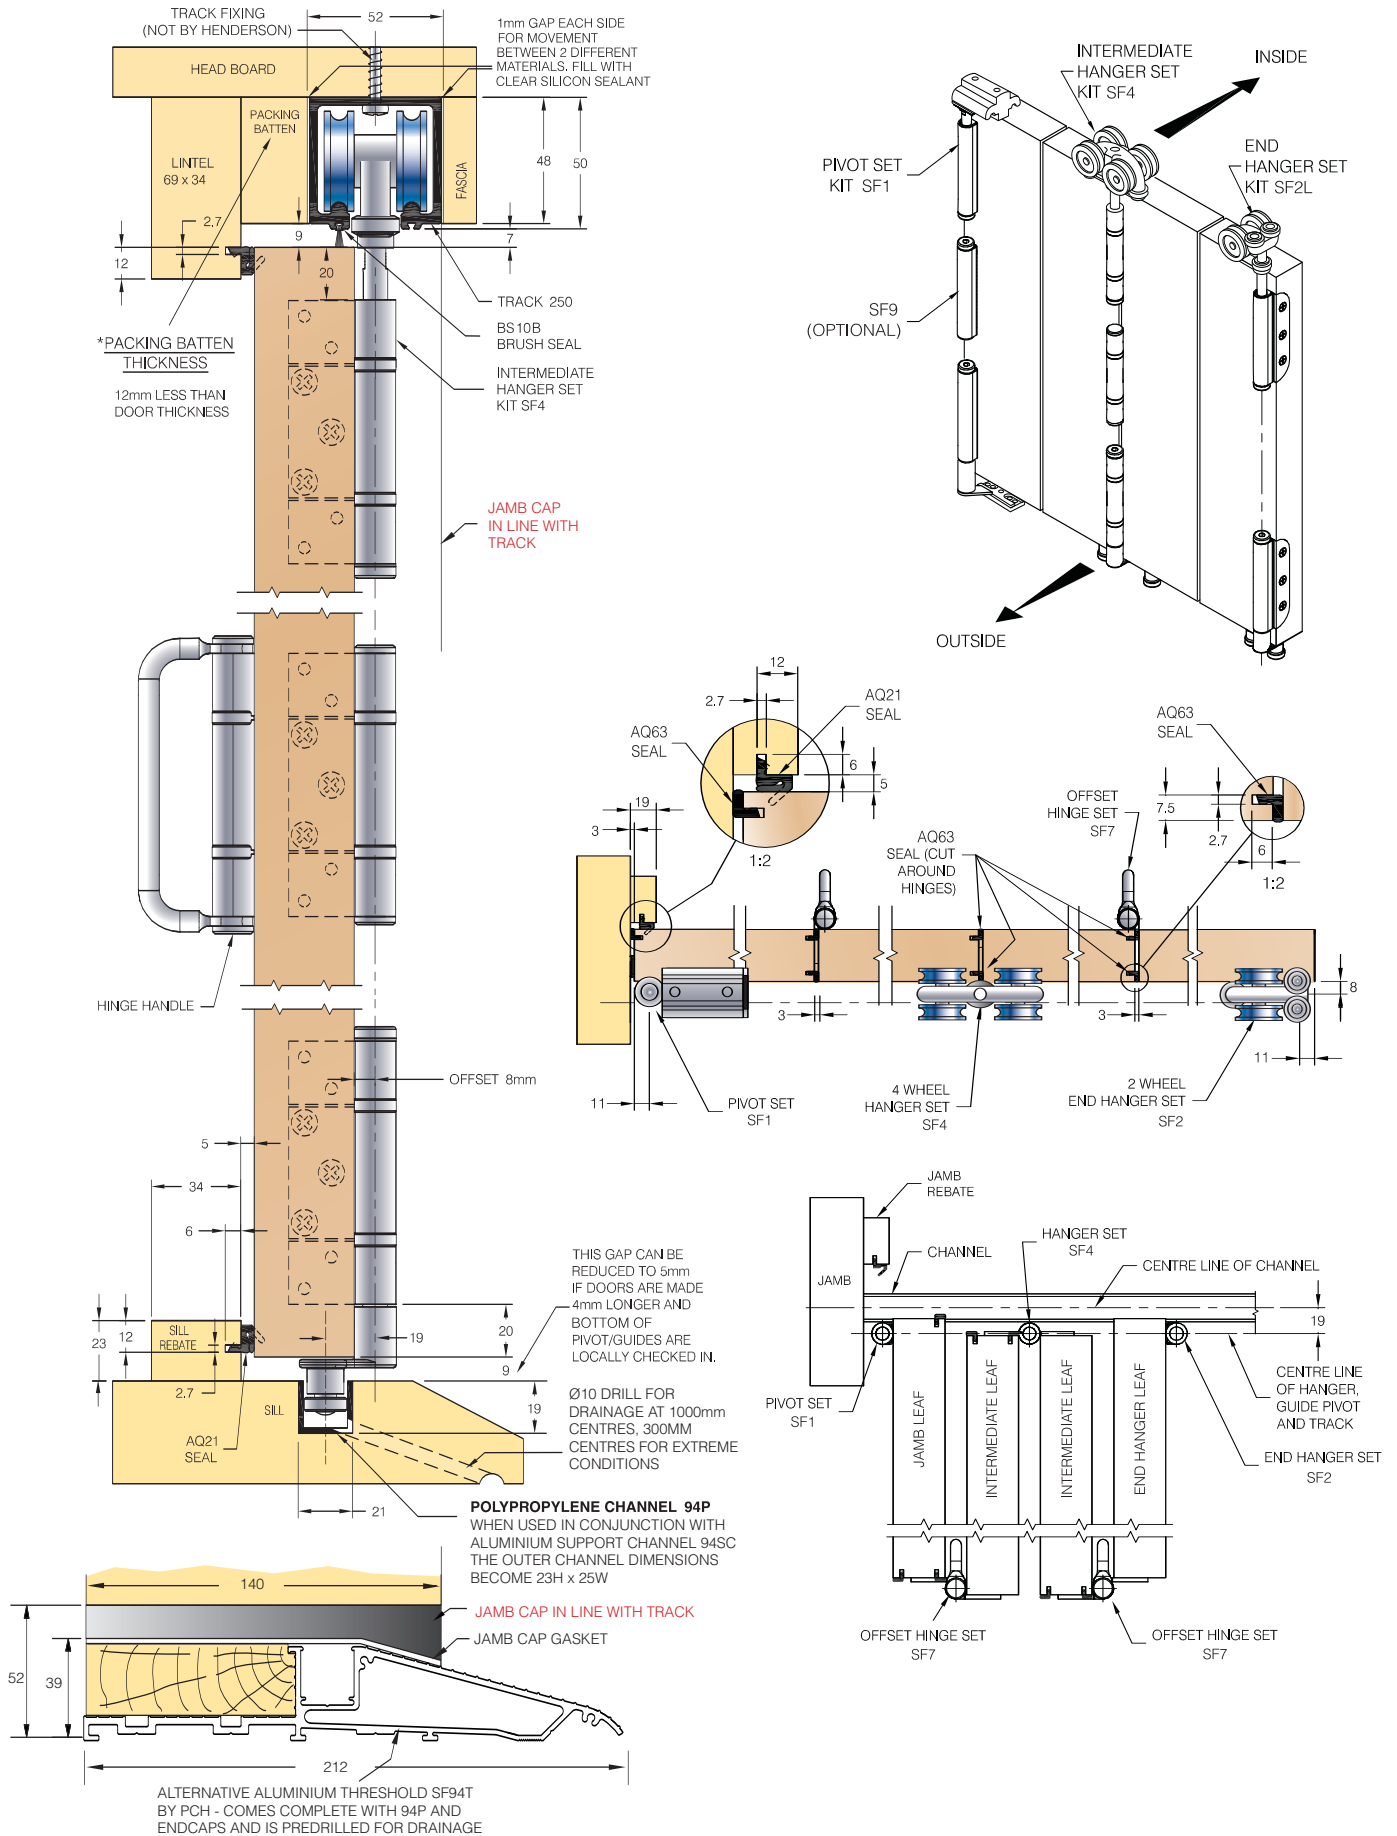 TRACK FIXING
(NOT BY HENDERSON)
52
1mm GAP EACH SIDE
FOR MOVEMENT
BETWEEN 2 DIFFERENT
MATERIALS. FILL WITH
CLEAR SILICON SEALANT
HEAD BOARD
PACKING
BATTEN
LINTEL
69 x 34
FASCIA
48
50
2.7
12
9
7
20
TRACK 250
BS10B
BRUSH SEAL
INTERMEDIATE
HANGER SET
KIT SF4
*PACKING BATTEN
THICKNESS
12mm LESS THAN
DOOR THICKNESS
JAMB CAP
IN LINE WITH
TRACK
HINGE HANDLE
OFFSET 8mm
5
34
6
12
23
SILL
REBATE
2.7
19
20
9
SILL
19
AQ21
SEAL
21
THIS GAP CAN BE
REDUCED TO 5mm
IF DOORS ARE MADE
4mm LONGER AND
BOTTOM OF
PIVOT/GUIDES ARE
LOCALLY CHECKED IN.
Ø10 DRILL FOR
DRAINAGE AT 1000mm
CENTRES, 300MM
CENTRES FOR EXTREME
CONDITIONS
POLYPROPYLENE CHANNEL 94P
WHEN USED IN CONJUNCTION WITH
ALUMINIUM SUPPORT CHANNEL 94SC
THE OUTER CHANNEL DIMENSIONS
BECOME 23H x 25W
140
JAMB CAP IN LINE WITH TRACK
JAMB CAP GASKET
52
39
212
ALTERNATIVE ALUMINIUM THRESHOLD SF94T
BY PCH - COMES COMPLETE WITH 94P AND
ENDCAPS AND IS PREDRILLED FOR DRAINAGE
INTERMEDIATE
HANGER SET
KIT SF4
INSIDE
PIVOT SET
KIT SF1
END
HANGER SET
KIT SF2L
SF9
(OPTIONAL)
OUTSIDE
12
2.7
AQ21
SEAL
AQ63
SEAL
6
5
19
3
1:2
AQ63
SEAL (CUT
AROUND
HINGES)
OFFSET
HINGE SET
SF7
AQ63
SEAL
7.5
2.7
6
1:2
8
3
3
11
11
PIVOT SET
SF1
4 WHEEL
HANGER SET
SF4
2 WHEEL
END HANGER SET
SF2
JAMB
REBATE
JAMB
CHANNEL
HANGER SET
SF4
CENTRE LINE OF CHANNEL
19
PIVOT SET
SF1
JAMB LEAF
INTERMEDIATE LEAF
INTERMEDIATE LEAF
END HANGER LEAF
CENTRE LINE
OF HANGER,
GUIDE PIVOT
AND TRACK
END HANGER SET
SF2
OFFSET HINGE SET
SF7
OFFSET HINGE SET
SF7